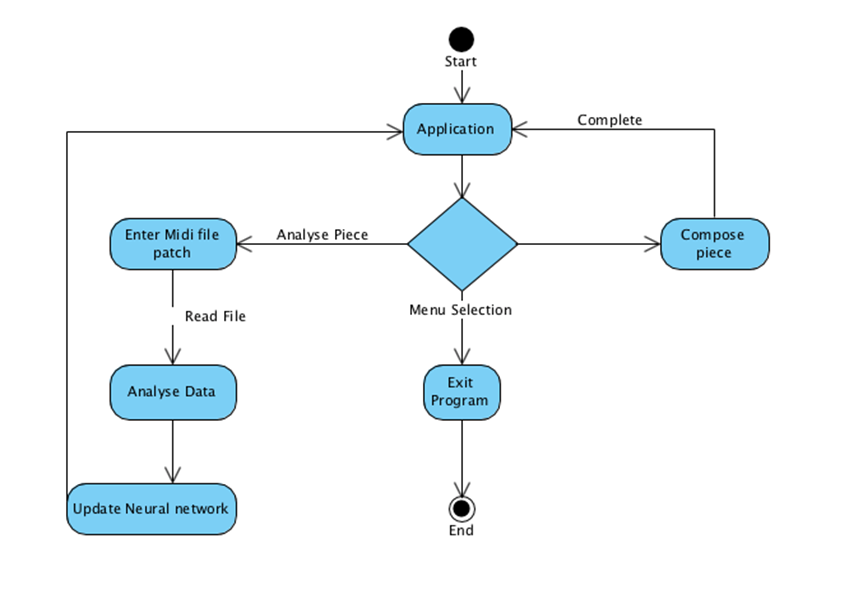 Start
Application
Complete
Enter Midi file
patch
Analyse Piece
Compose
piece
Menu Selection
Read File
Analyse Data
Exit
Program
Update Neural network
End